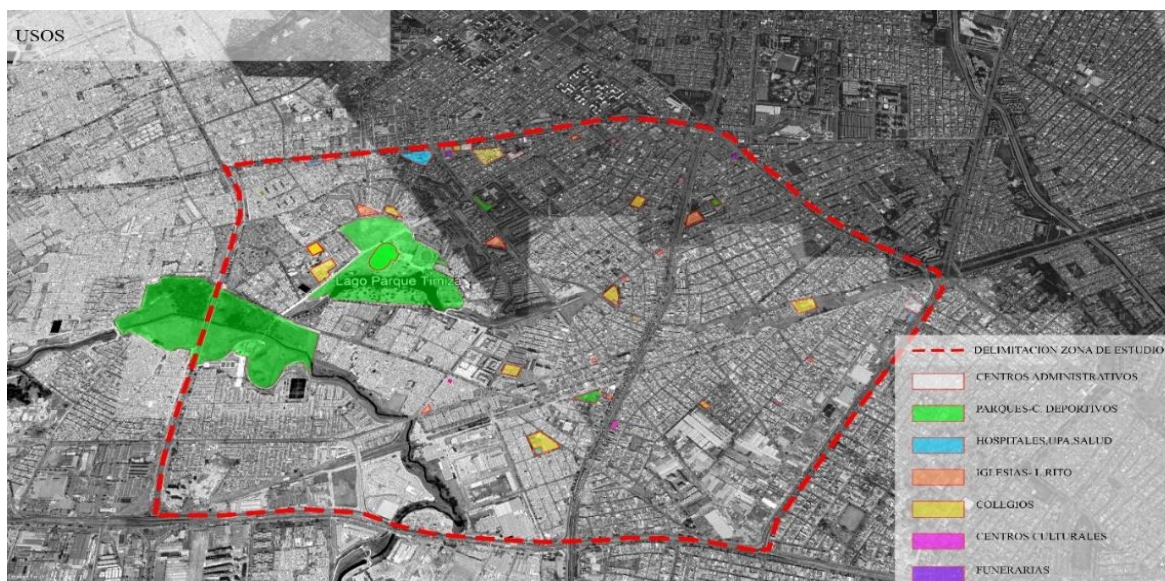 USOS
Lago Parque Timiza
DELIMITACION ZONA DE ESTUDIO
CENTROS ADMINISTRATIVOS
PARQUES-C. DEPORTIVOS
HOSPITALES,UPA,SALUD
IGLESIAS- I. RITO
COLEGIOS
CENTROS CULTURALES
FUNERARIAS